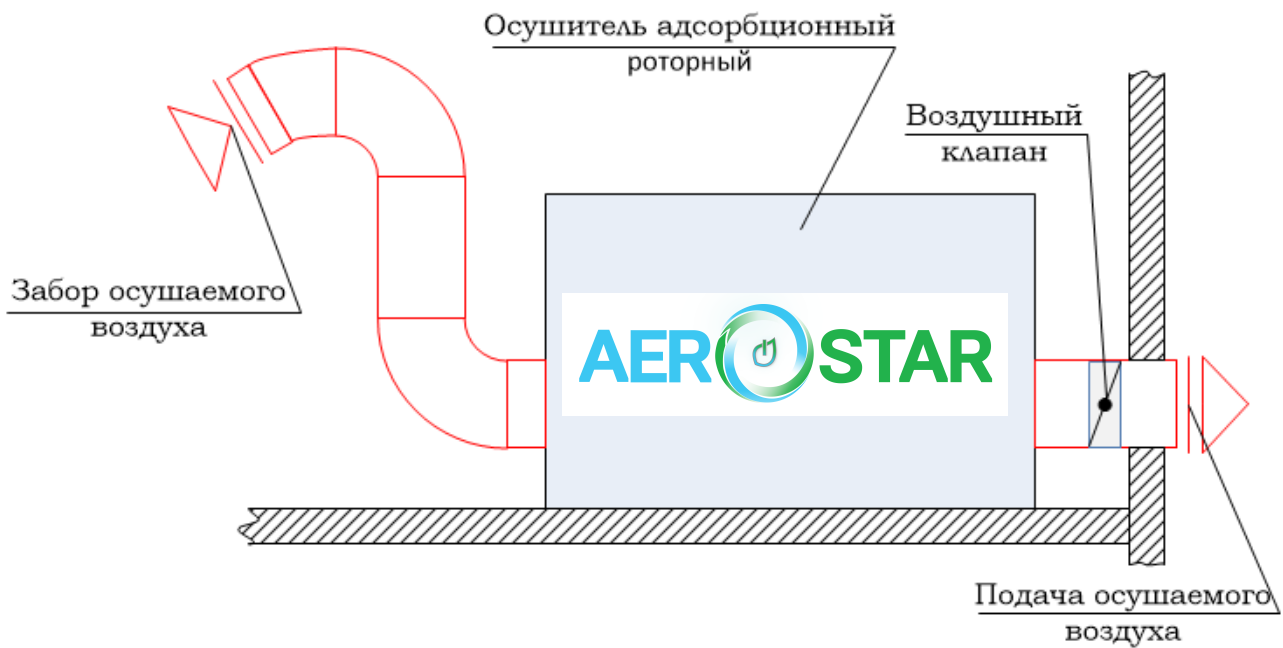 Осушитель адсорбционный
роторный
Воздушный
клапан
Забор осушаемого
воздуха
AEROSTAR
Подача осушаемого
воздуха